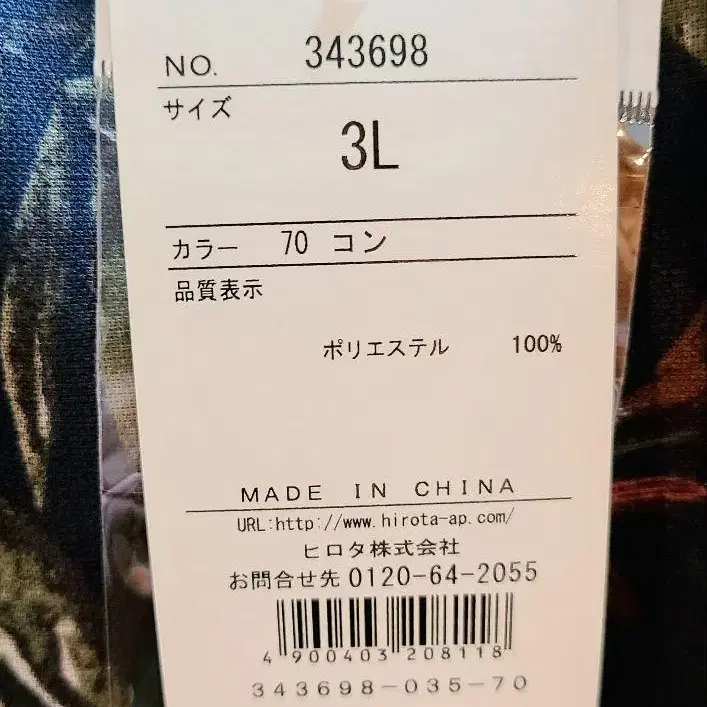 NO. 343698
サイズ
3L
カラー 70 コン
品質表示
ポリエステル 100%
MADE IN CHINA
URL:http://www.hirota-ap.com/
ヒロタ株式会社
お問合せ先 0120-64-2055
4 900403 208118
343698-035-70